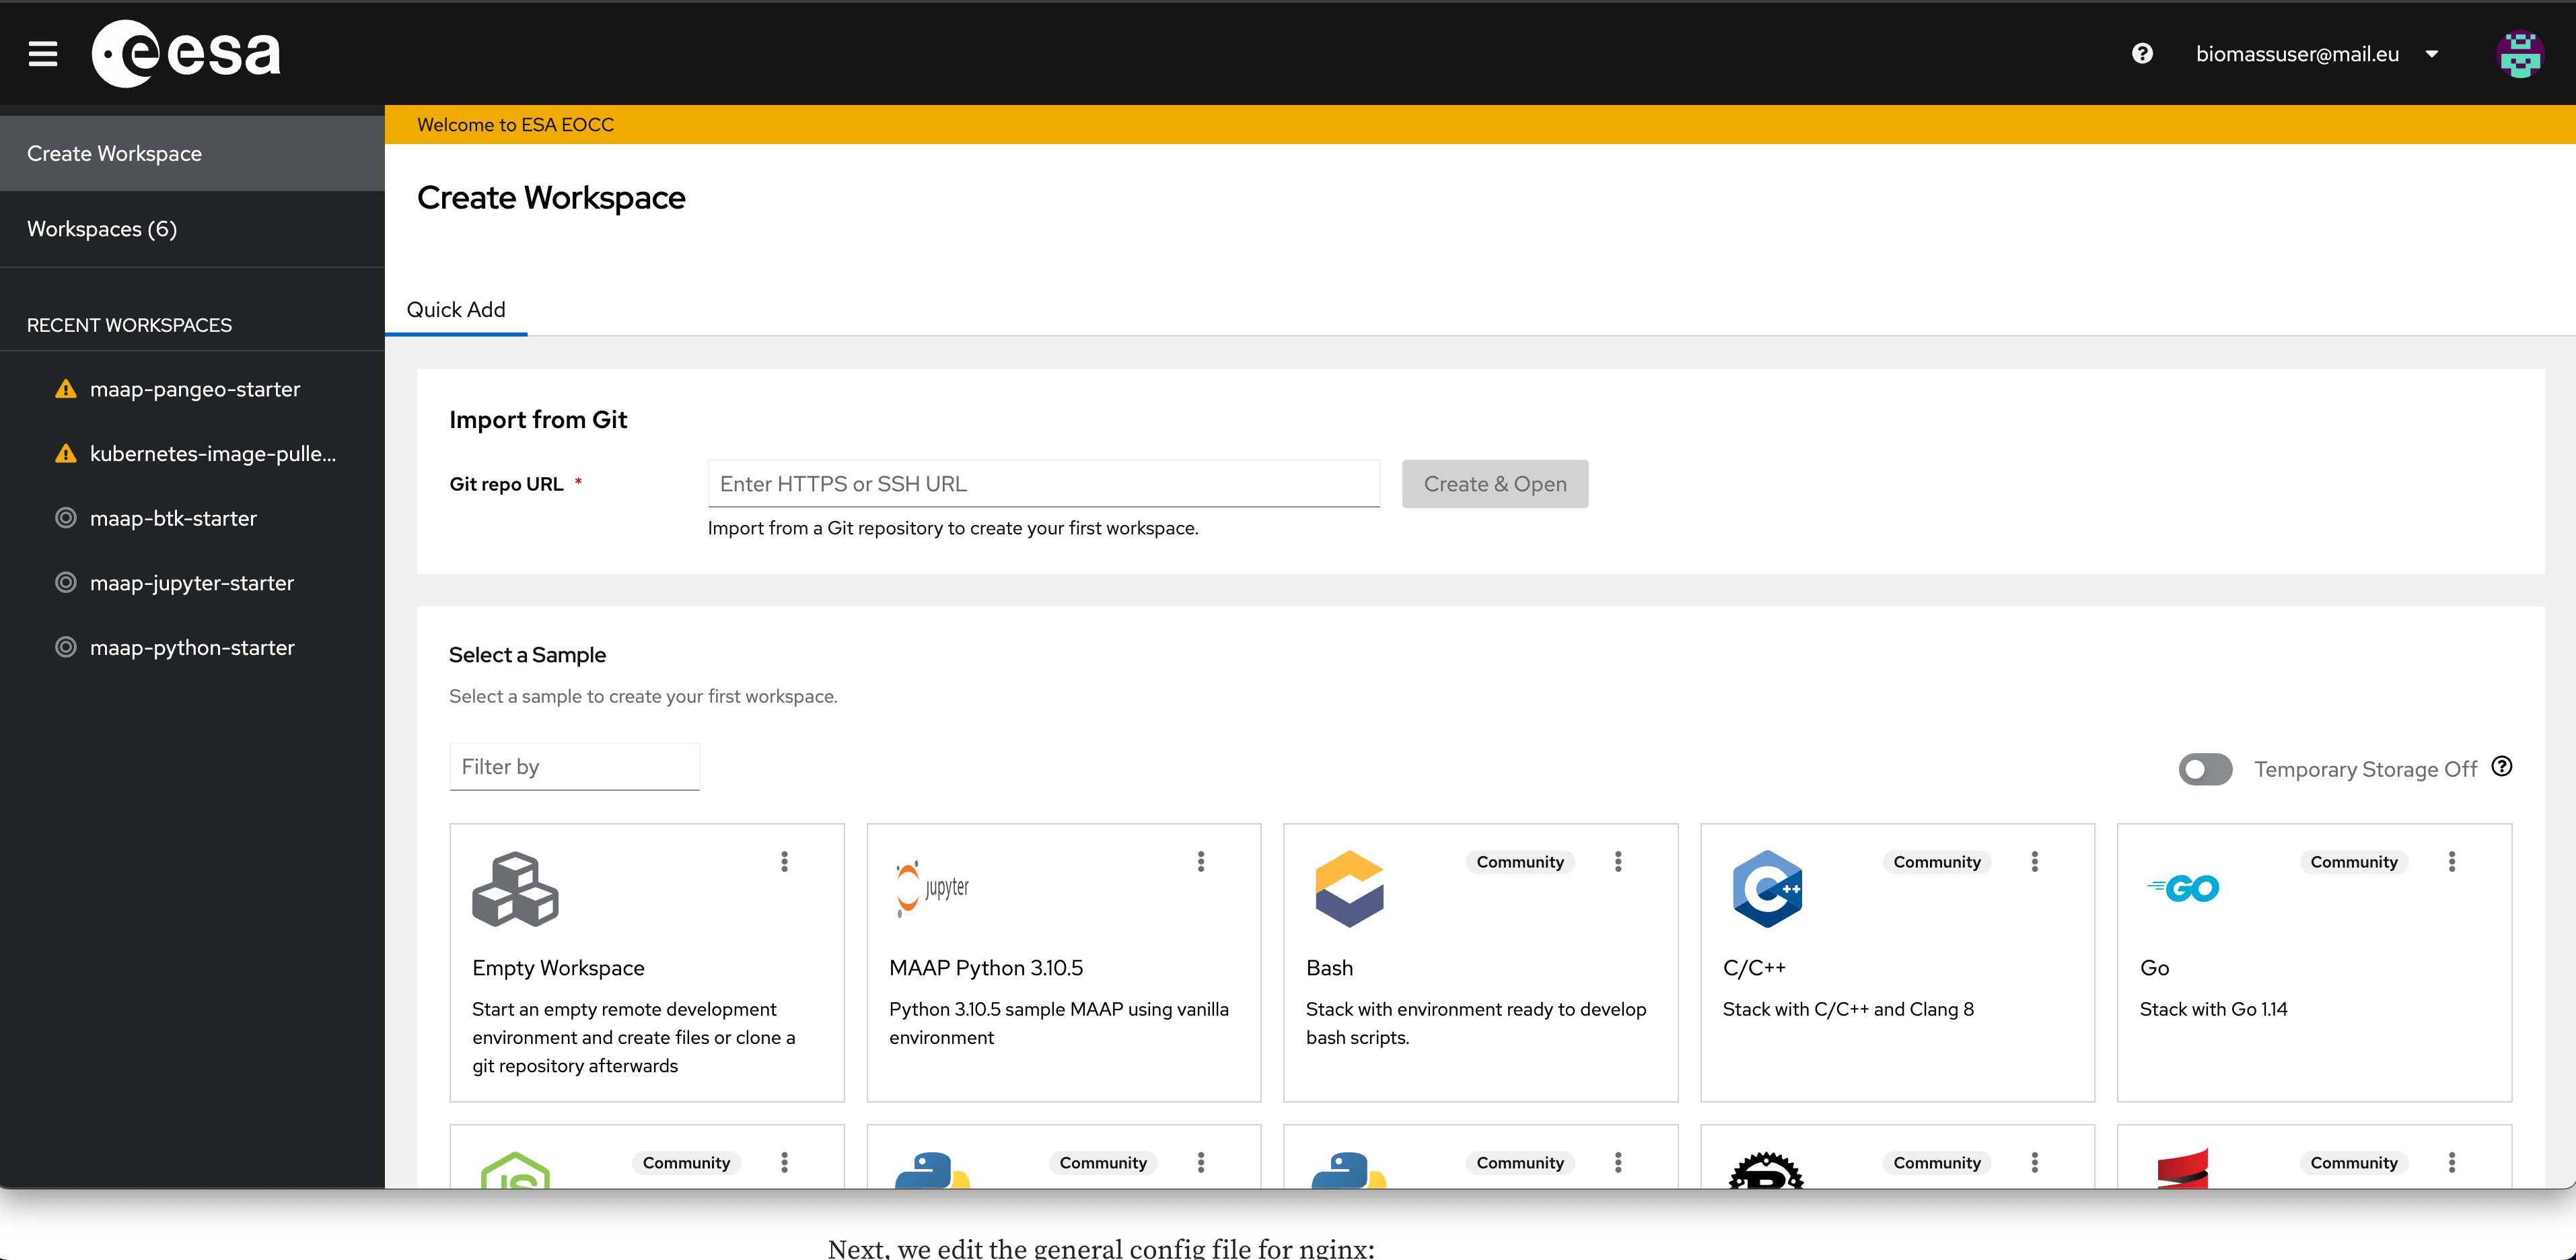 esa
biomassuser@mail.eu
Create Workspace
Workspaces (6)
RECENT WORKSPACES
maap-pangeo-starter
kubernetes-image-pulle...
maap-btk-starter
maap-jupyter-starter
maap-python-starter
Welcome to ESA EOCC
Create Workspace
Quick Add
Import from Git
Git repo URL *
Enter HTTPS or SSH URL
Create & Open
Import from a Git repository to create your first workspace.
Select a Sample
Select a sample to create your first workspace.
Filter by
Temporary Storage Off
Empty Workspace
Start an empty remote development
environment and create files or clone a
git repository afterwards
jupyter
MAAP Python 3.10.5
Python 3.10.5 sample MAAP using vanilla
environment
Community
Bash
Stack with environment ready to develop
bash scripts.
C++
Community
C/C++
Stack with C/C++ and Clang 8
GO
Community
Go
Stack with Go 1.14
JS
Community
Community
Community
R
Community
Community
Next, we edit the general config file for nginx: